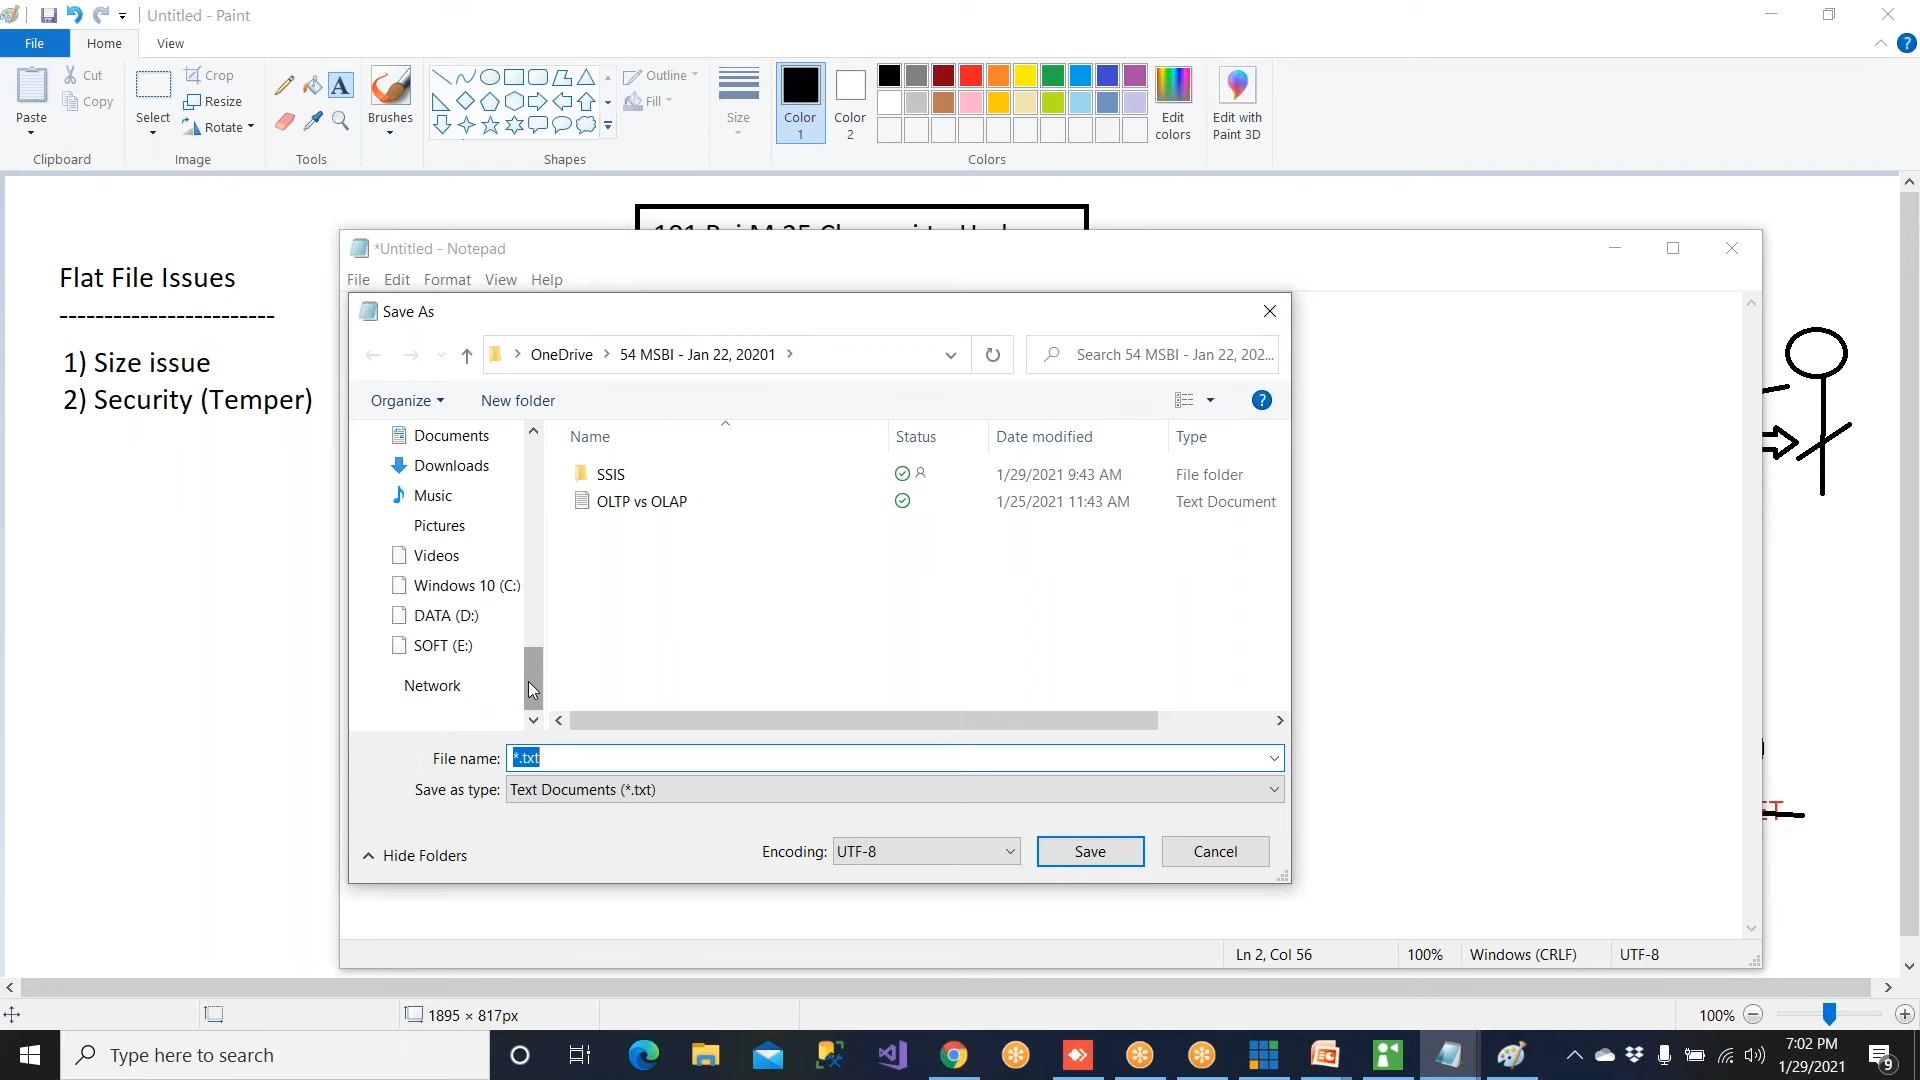 Untitled - Paint
File Home View
Paste
Cut
Copy
Clipboard
Select
Crop
Resize
Rotate
Image
A
Tools
Brushes
Shapes
Outline
Fill
Size
Color 1
Color 2
Edit colors
Edit with Paint 3D
Colors
Flat File Issues
------------------------
1) Size issue
2) Security (Temper)
*Untitled - Notepad
File Edit Format View Help
Save As
OneDrive > 54 MSBI - Jan 22, 20201 >
Search 54 MSBI - Jan 22, 202...
Organize New folder
Documents
Downloads
Music
Pictures
Videos
Windows 10 (C:)
DATA (D:)
SOFT (E:)
Network
Name Status Date modified Type
SSIS 1/29/2021 9:43 AM File folder
OLTP vs OLAP 1/25/2021 11:43 AM Text Document
File name: *.txt
Save as type: Text Documents (*.txt)
Hide Folders
Encoding: UTF-8
Save Cancel
Ln 2, Col 56 100% Windows (CRLF) UTF-8
1895 × 817px
100%
Type here to search
7:02 PM
1/29/2021
9